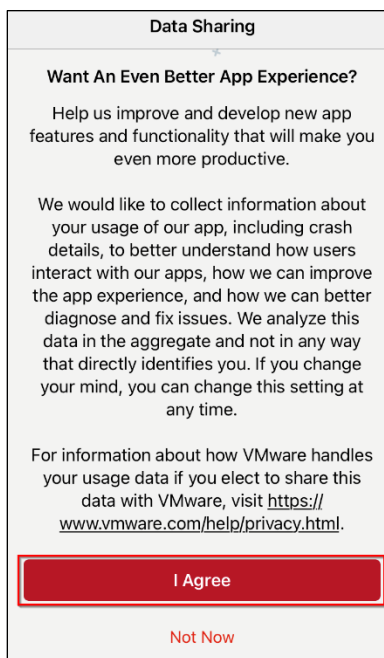 Data Sharing
Want An Even Better App Experience?
Help us improve and develop new app
features and functionality that will make you
even more productive.
We would like to collect information about
your usage of our app, including crash
details, to better understand how users
interact with our apps, how we can improve
the app experience, and how we can better
diagnose and fix issues. We analyze this
data in the aggregate and not in any way
that directly identifies you. If you change
your mind, you can change this setting at
any time.
For information about how VMware handles
your usage data if you elect to share this
data with VMware, visit https://
www.vmware.com/help/privacy.html.
I Agree
Not Now